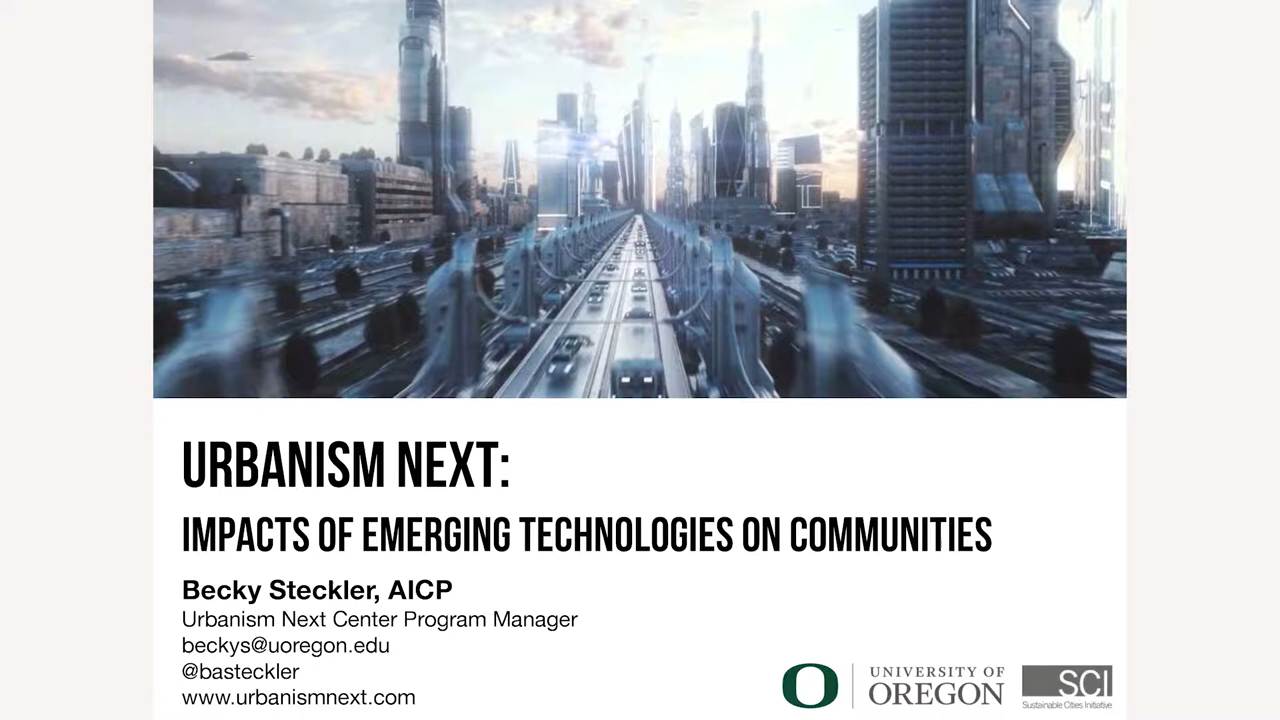 URBANISM NEXT:
IMPACTS OF EMERGING TECHNOLOGIES ON COMMUNITIES
Becky Steckler, AICP
Urbanism Next Center Program Manager
beckys@uoregon.edu
@basteckler
www.urbanismnext.com
O
UNIVERSITY OF
OREGON
SCI
Sustainable Cities Initiative